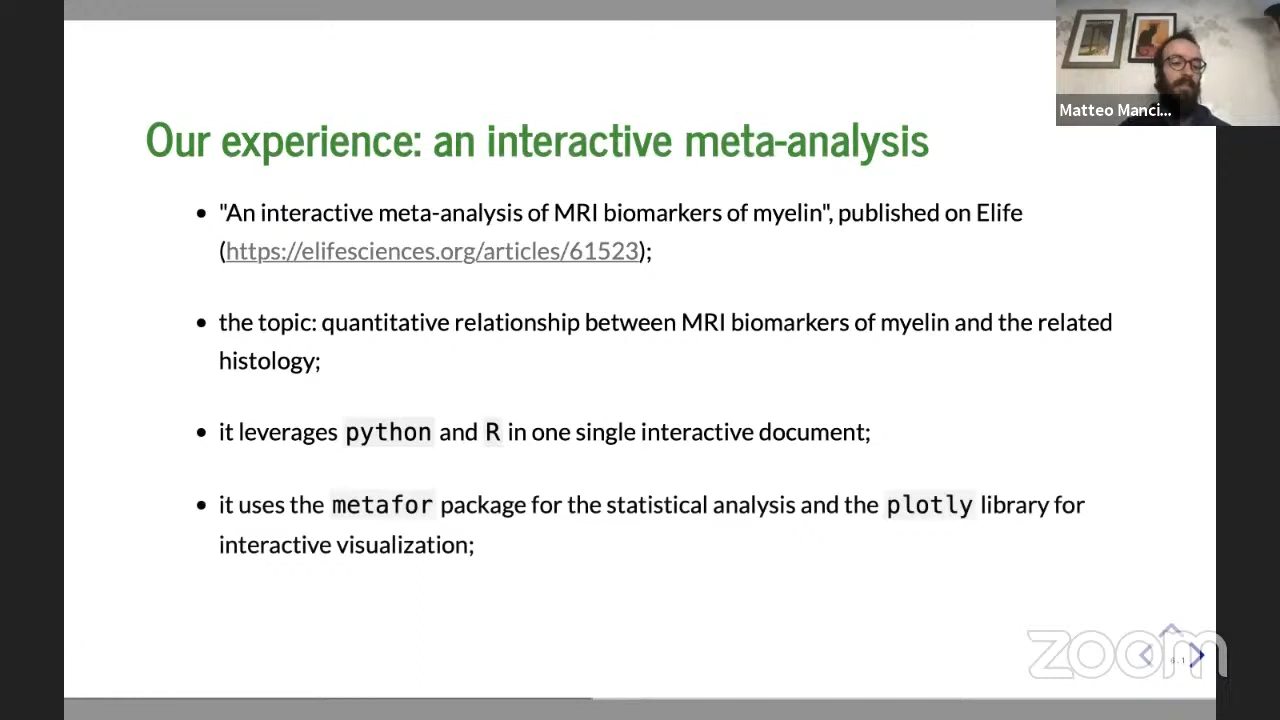 Matteo Manci...
Our experience: an interactive meta-analysis
• "An interactive meta-analysis of MRI biomarkers of myelin", published on Elife
(https://elifesciences.org/articles/61523);
• the topic: quantitative relationship between MRI biomarkers of myelin and the related
histology;
• it leverages python and R in one single interactive document;
• it uses the metafor package for the statistical analysis and the plotly library for
interactive visualization;
zoom